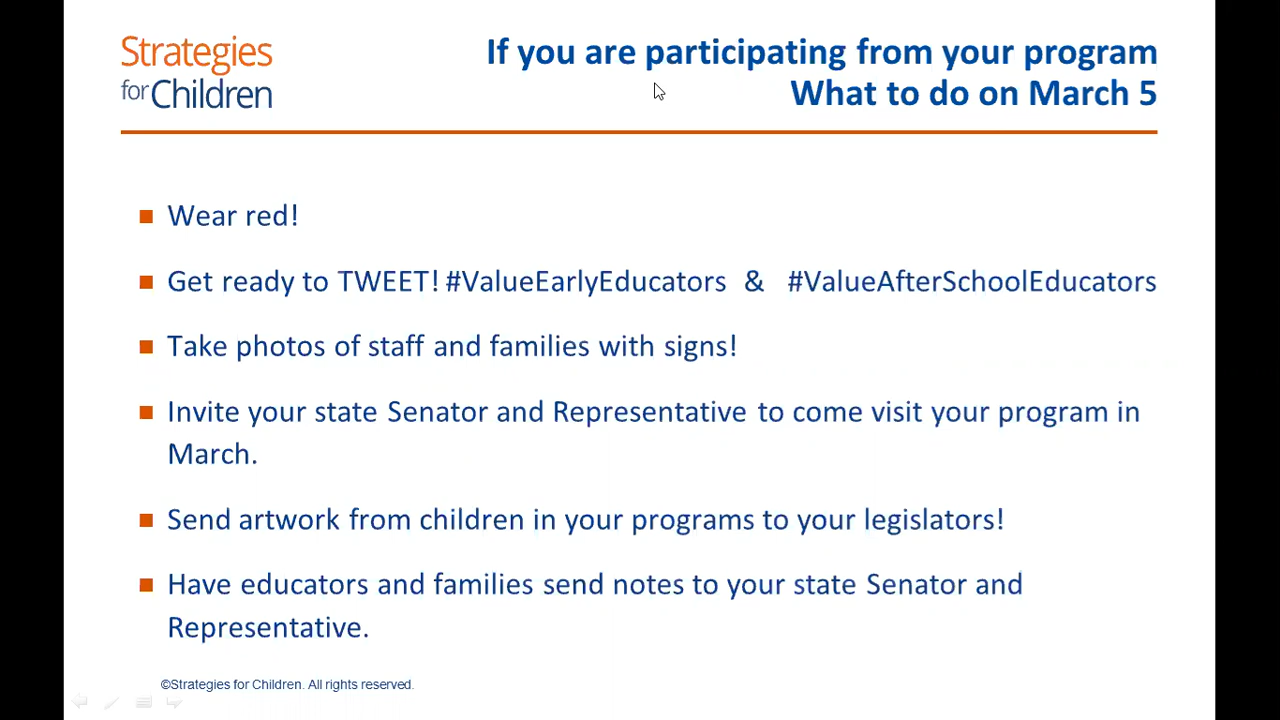 Strategies
for Children
If you are participating from your program
What to do on March 5
Wear red!
Get ready to TWEET! #ValueEarlyEducators & #ValueAfterSchoolEducators
Take photos of staff and families with signs!
Invite your state Senator and Representative to come visit your program in
March.
Send artwork from children in your programs to your legislators!
Have educators and families send notes to your state Senator and
Representative.
©Strategies for Children. All rights reserved.